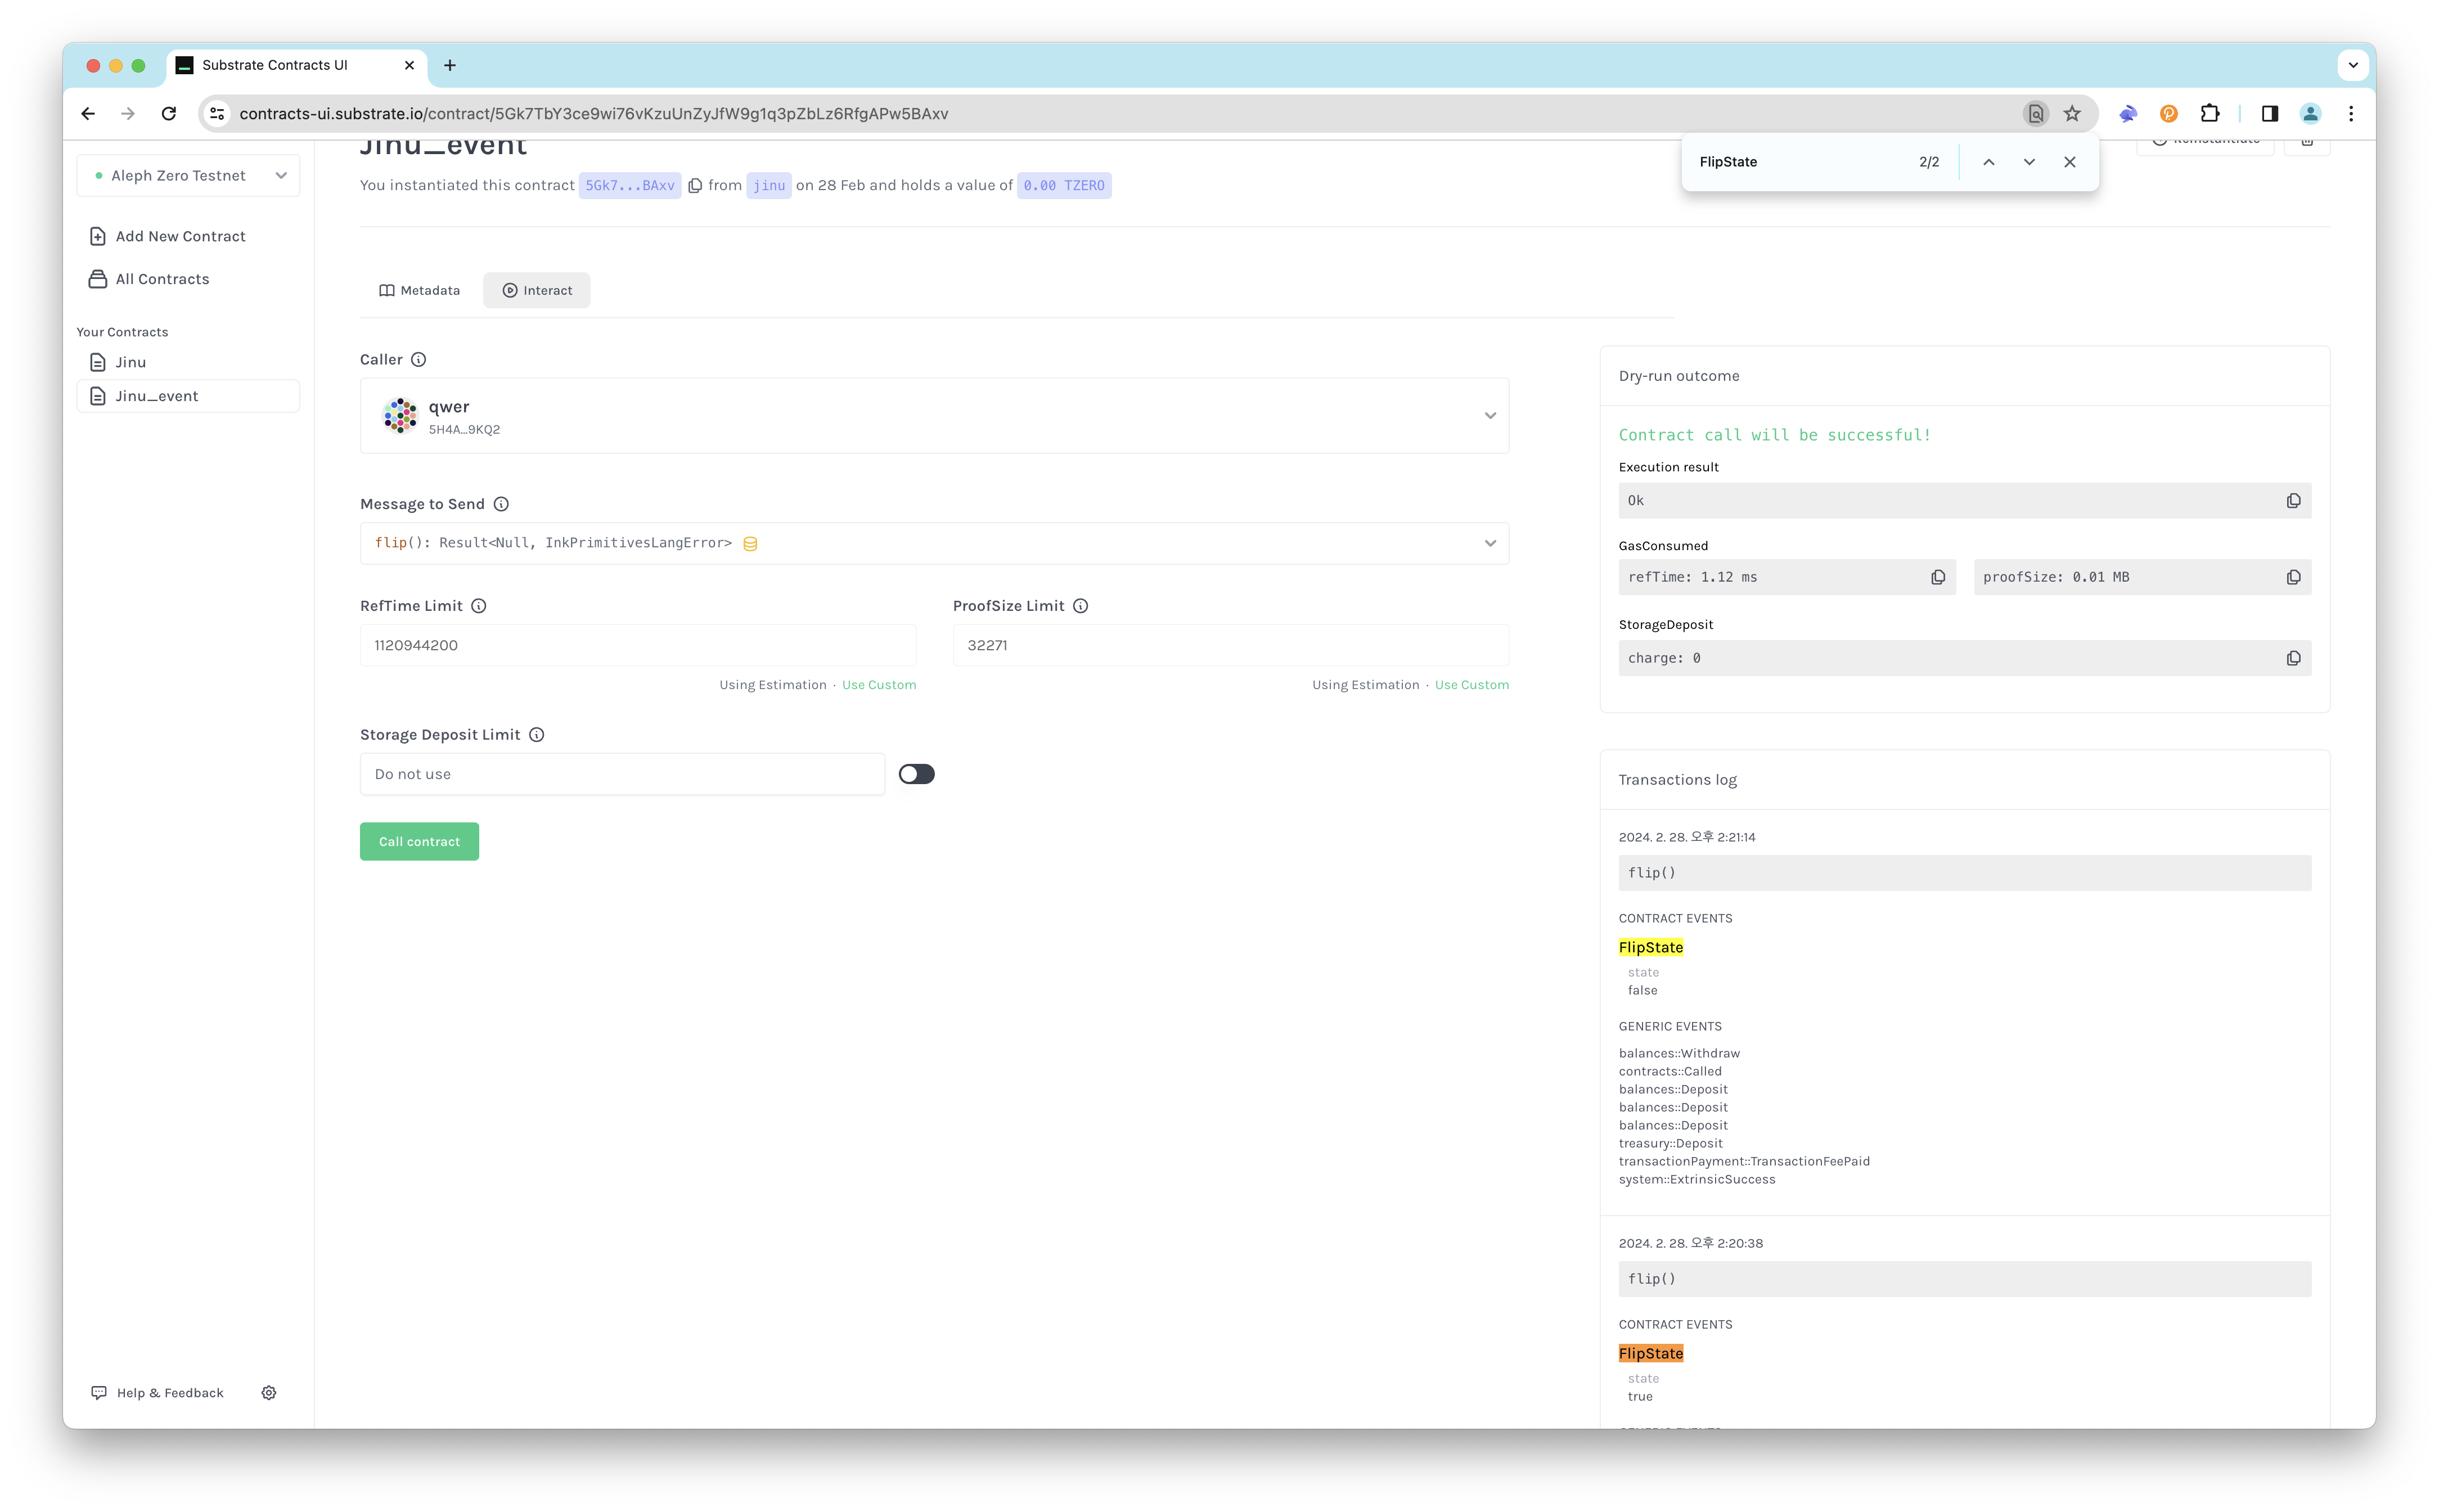 Substrate Contracts UI
contracts-ui.substrate.io/contract/5Gk7TbY3ce9wi76vKzuUnZyJfW9g1q3pZbLz6RfgAPw5BAxv
FlipState 2/2
Aleph Zero Testnet
Add New Contract
All Contracts
Your Contracts
Jinu
Jinu_event
Help & Feedback
Jinu_event
Reinstantiate
You instantiated this contract 5Gk7...BAxv from jinu on 28 Feb and holds a value of 0.00 TZERO
Metadata
Interact
Caller
qwer
5H4A...9KQ2
Message to Send
flip(): Result<Null, InkPrimitivesLangError>
RefTime Limit
1120944200
Using Estimation · Use Custom
ProofSize Limit
32271
Using Estimation · Use Custom
Storage Deposit Limit
Do not use
Call contract
Dry-run outcome
Contract call will be successful!
Execution result
Ok
GasConsumed
refTime: 1.12 ms
proofSize: 0.01 MB
StorageDeposit
charge: 0
Transactions log
2024. 2. 28. 오후 2:21:14
flip()
CONTRACT EVENTS
FlipState
state
false
GENERIC EVENTS
balances::Withdraw
contracts::Called
balances::Deposit
balances::Deposit
balances::Deposit
treasury::Deposit
transactionPayment::TransactionFeePaid
system::ExtrinsicSuccess
2024. 2. 28. 오후 2:20:38
flip()
CONTRACT EVENTS
FlipState
state
true